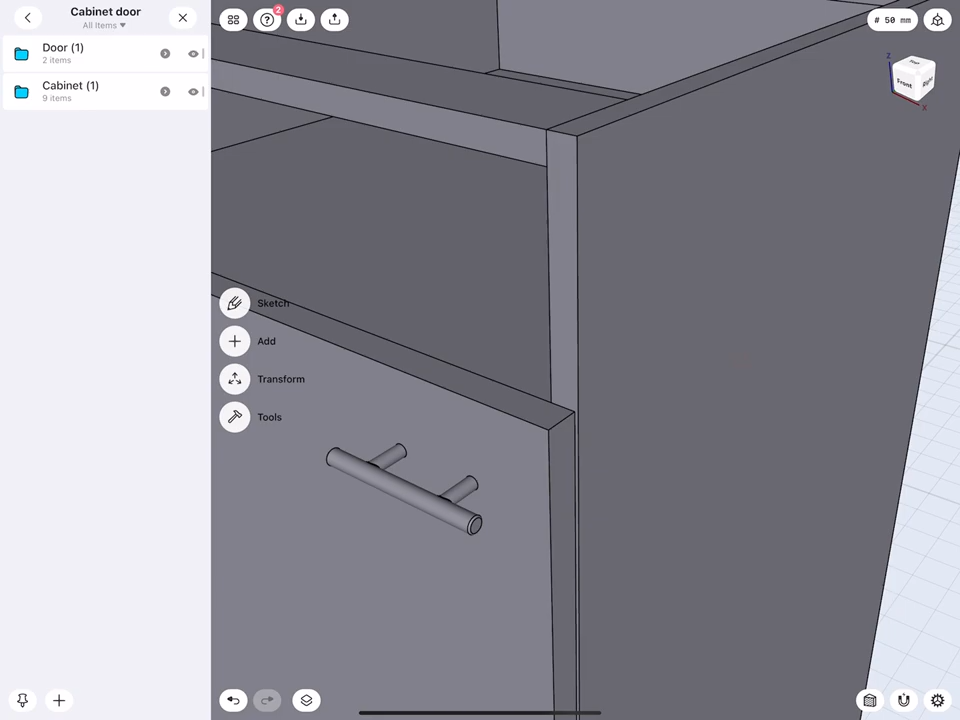 Cabinet door
All Items ▼
Door (1)
2 items
Cabinet (1)
9 items
2
# 50 mm
Z
Front
Right
X
Sketch
Add
Transform
Tools